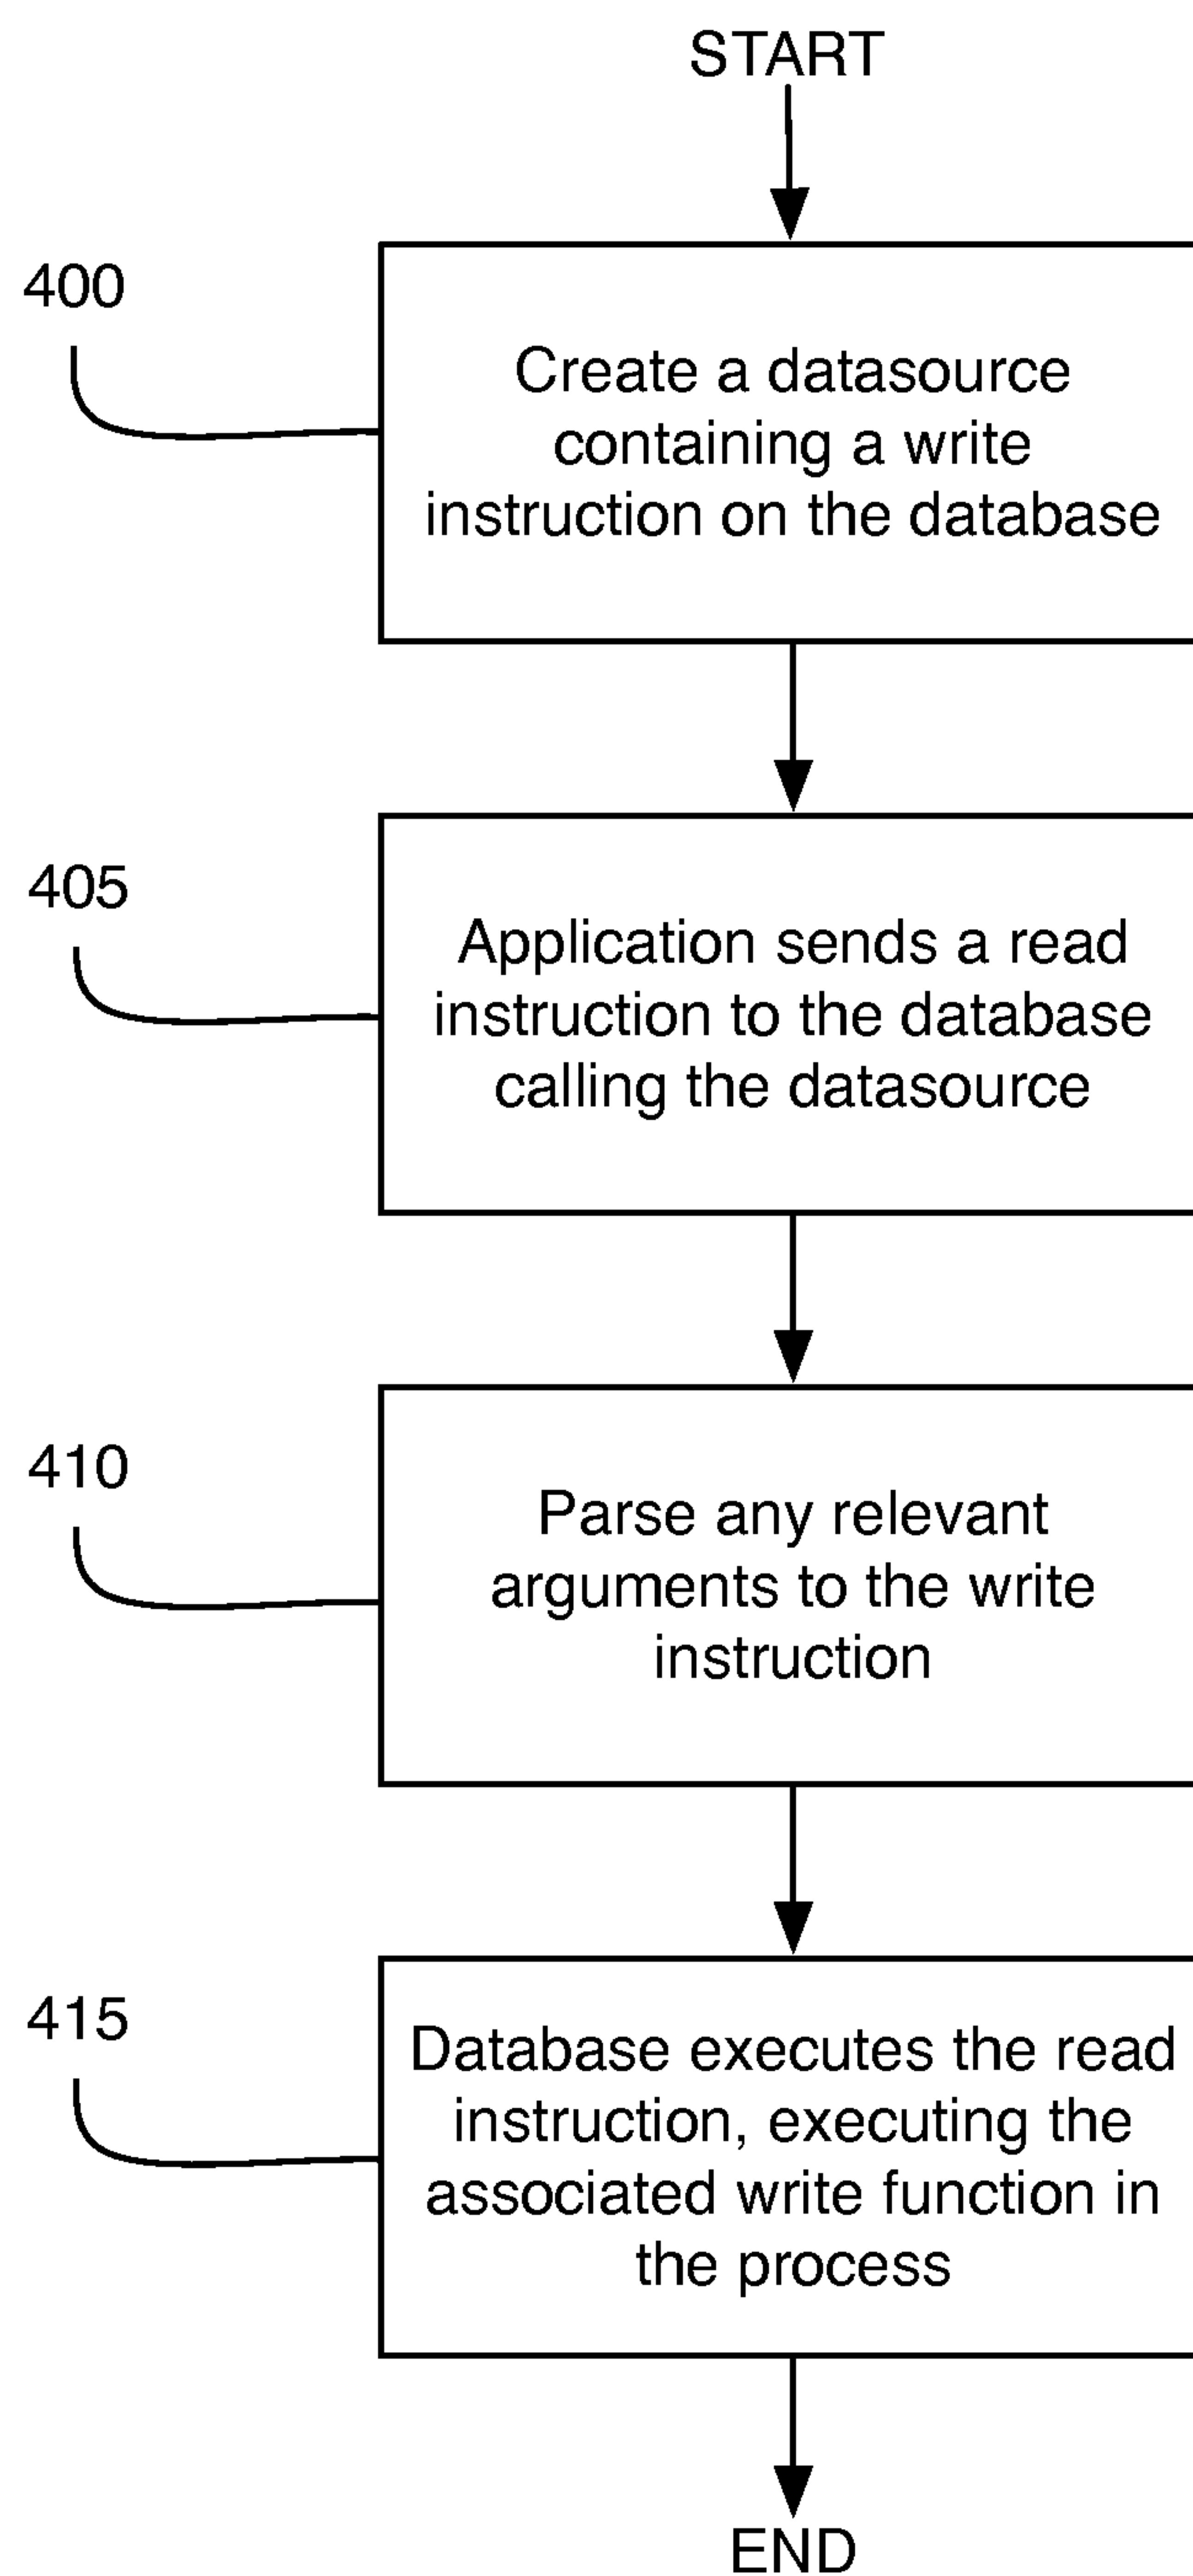 START
400
Create a datasource
containing a write
instruction on the database
405
Application sends a read
instruction to the database
calling the datasource
410
Parse any relevant
arguments to the write
instruction
415
Database executes the read
instruction, executing the
associated write function in
the process
END